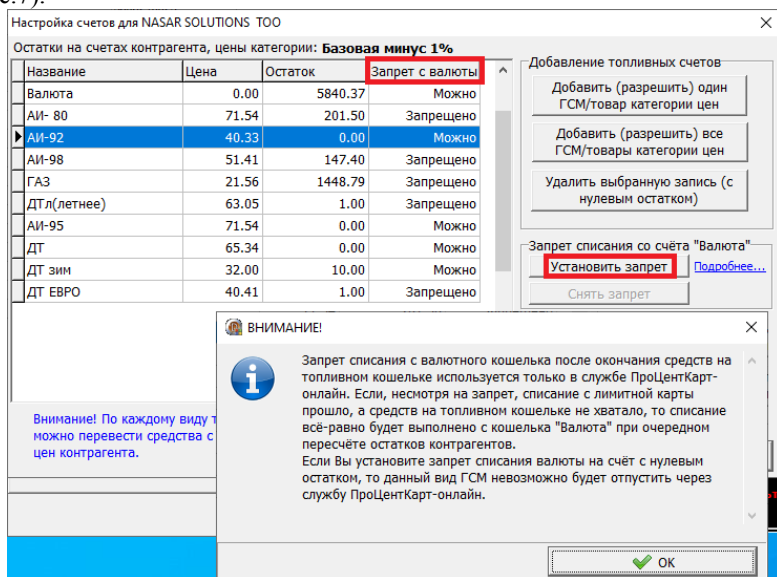 с.7).
Настройка счетов для NASAR SOLUTIONS ТОО
Остатки на счетах контрагента, цены категории: Базовая минус 1%
Название Цена Остаток Запрет с валюты
Валюта 0.00 5840.37 Можно
АИ- 80 71.54 201.50 Запрещено
АИ-92 40.33 0.00 Можно
АИ-98 51.41 147.40 Запрещено
ГАЗ 21.56 1448.79 Запрещено
ДТл(летнее) 63.05 1.00 Запрещено
АИ-95 71.54 0.00 Можно
ДТ 65.34 0.00 Можно
ДТ зим 32.00 10.00 Можно
ДТ ЕВРО 40.41 1.00 Запрещено
Добавление топливных счетов
Добавить (разрешить) один
ГСМ/товар категории цен
Добавить (разрешить) все
ГСМ/товары категории цен
Удалить выбранную запись (с
нулевым остатком)
Запрет списания со счёта "Валюта"
Установить запрет Подробнее...
Снять запрет
Внимание! По каждому виду т
можно перевести средства с
цен контрагента.
ВНИМАНИЕ!
Запрет списания с валютного кошелька после окончания средств на
топливном кошельке используется только в службе ПроЦентКарт-
онлайн. Если, несмотря на запрет, списание с лимитной карты
прошло, а средств на топливном кошельке не хватало, то списание
всё-равно будет выполнено с кошелька "Валюта" при очередном
пересчёте остатков контрагентов.
Если Вы установите запрет списания валюты на счёт с нулевым
остатком, то данный вид ГСМ невозможно будет отпустить через
службу ПроЦентКарт-онлайн.
ОК